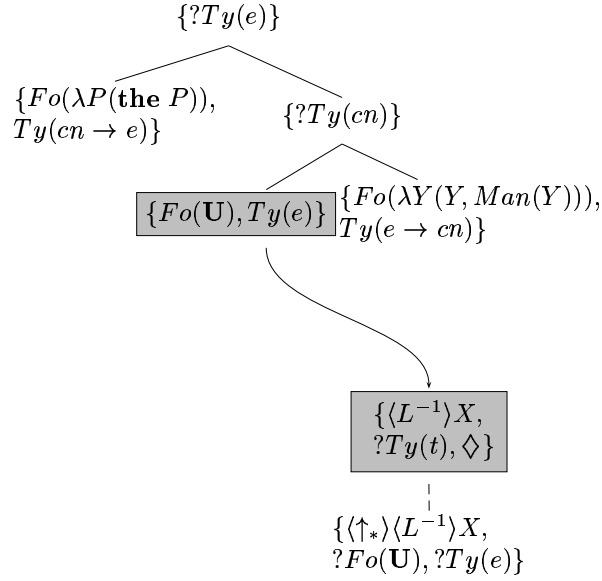 {?Ty(e)}
{Fo(λP(the P)),
Ty(cn → e)}
{?Ty(cn)}
{Fo(U), Ty(e)}
{Fo(λY(Y, Man(Y))),
Ty(e → cn)}
{⟨L⁻¹⟩X,
?Ty(t), ◇}
{⟨↑*⟩⟨L⁻¹⟩X,
?Fo(U), ?Ty(e)}